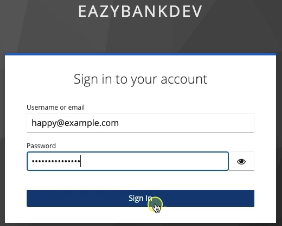 EAZYBANKDEV
Sign in to your account
Username or email
happy@example.com
Password
•••••••••••••••
Sign In